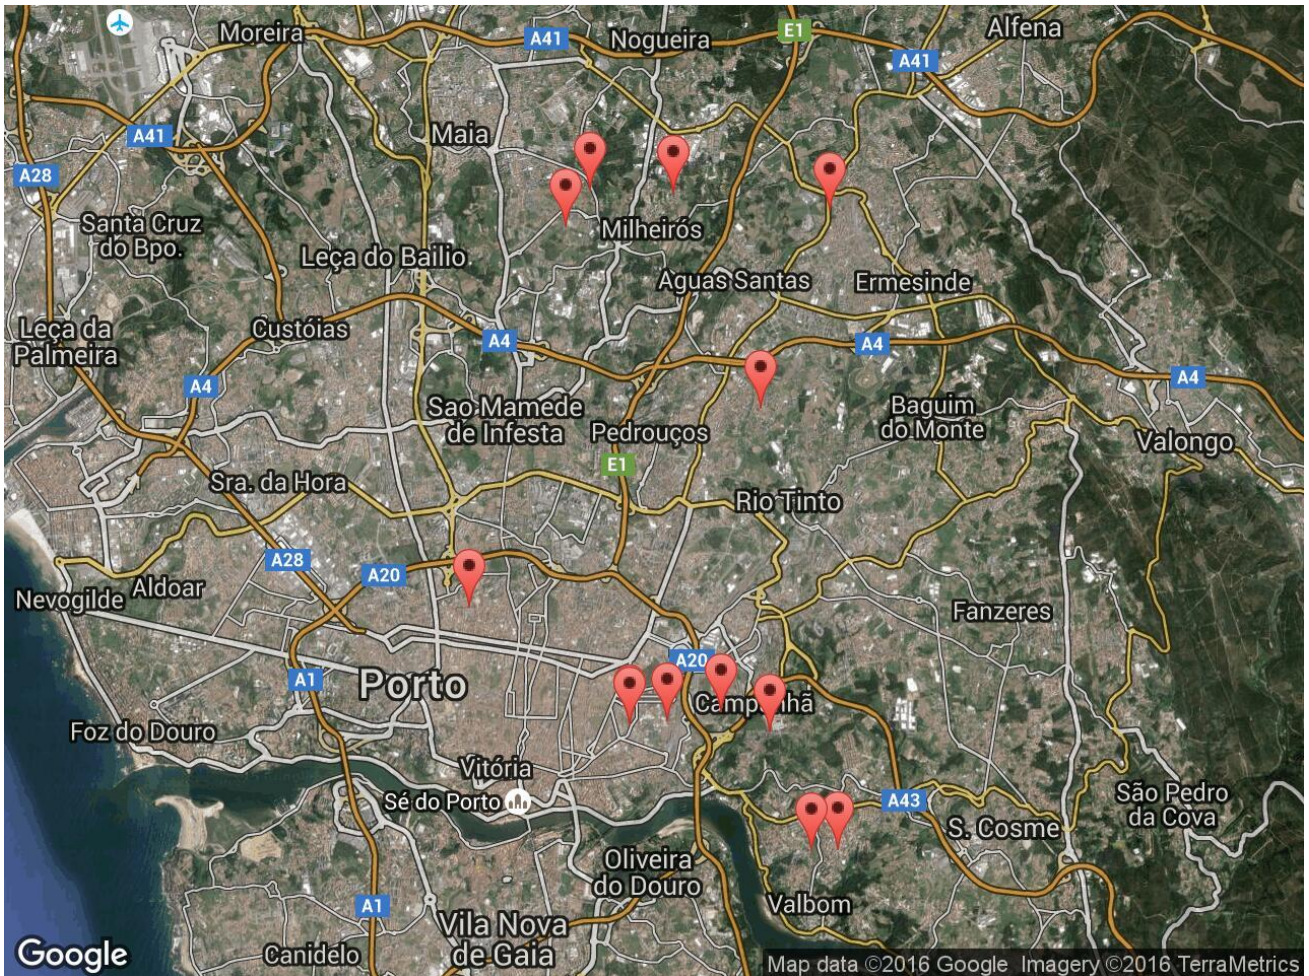 Moreira
A41
Nogueira
E1
Alfena
A41
A41
Maia
A28
Santa Cruz
do Bpo.
Milheirós
Leça do Bailio
Aguas Santas
Ermesinde
Leça da
Palmeira
Custóias
A4
A4
A4
A4
Sao Mamede
de Infesta
Pedrouços
Baguim
do Monte
Valongo
E1
Sra. da Hora
Rio Tinto
A28
A20
Nevogilde
Aldoar
Fanzeres
A20
A1
Porto
Campanhã
Foz do Douro
Vitória
Sé do Porto
A43
São Pedro
da Cova
S. Cosme
Oliveira
do Douro
Valbom
A1
Vila Nova
de Gaia
Canidelo
Google
Map data ©2016 Google Imagery ©2016 TerraMetrics